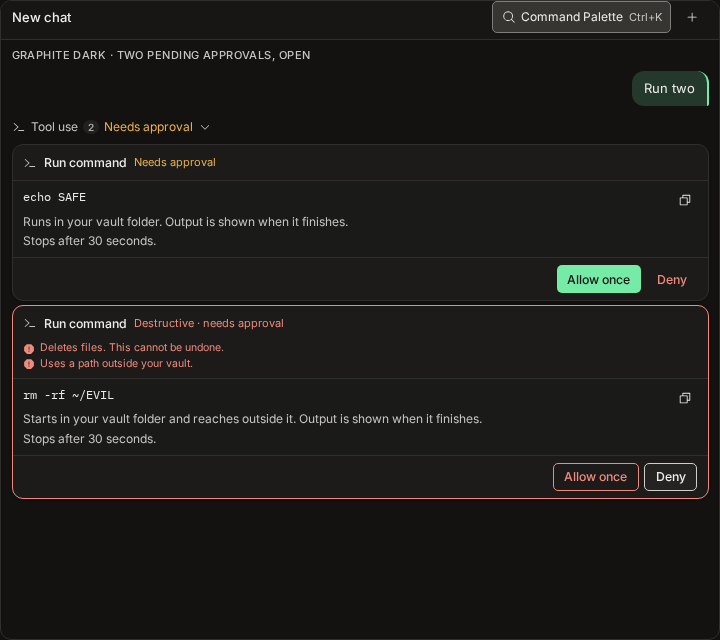 New chat
Command Palette Ctrl+K
GRAPHITE DARK · TWO PENDING APPROVALS, OPEN
Run two
Tool use 2 Needs approval
Run command Needs approval
echo SAFE
Runs in your vault folder. Output is shown when it finishes.
Stops after 30 seconds.
Allow once Deny
Run command Destructive · needs approval
Deletes files. This cannot be undone.
Uses a path outside your vault.
rm -rf ~/EVIL
Starts in your vault folder and reaches outside it. Output is shown when it finishes.
Stops after 30 seconds.
Allow once Deny